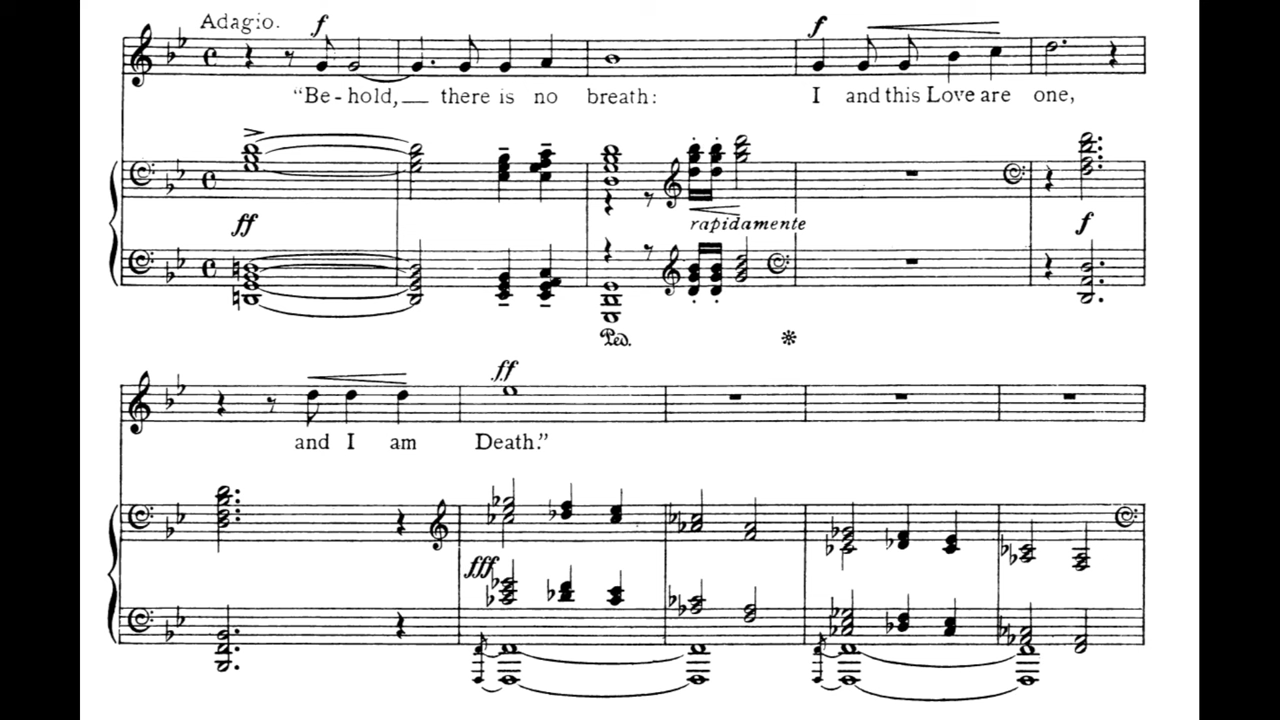 Adagio.
f
f
"Be-hold, there is no breath: I and this Love are one,
ff
rapidamente
f
Ped.
ff
and I am Death."
fff